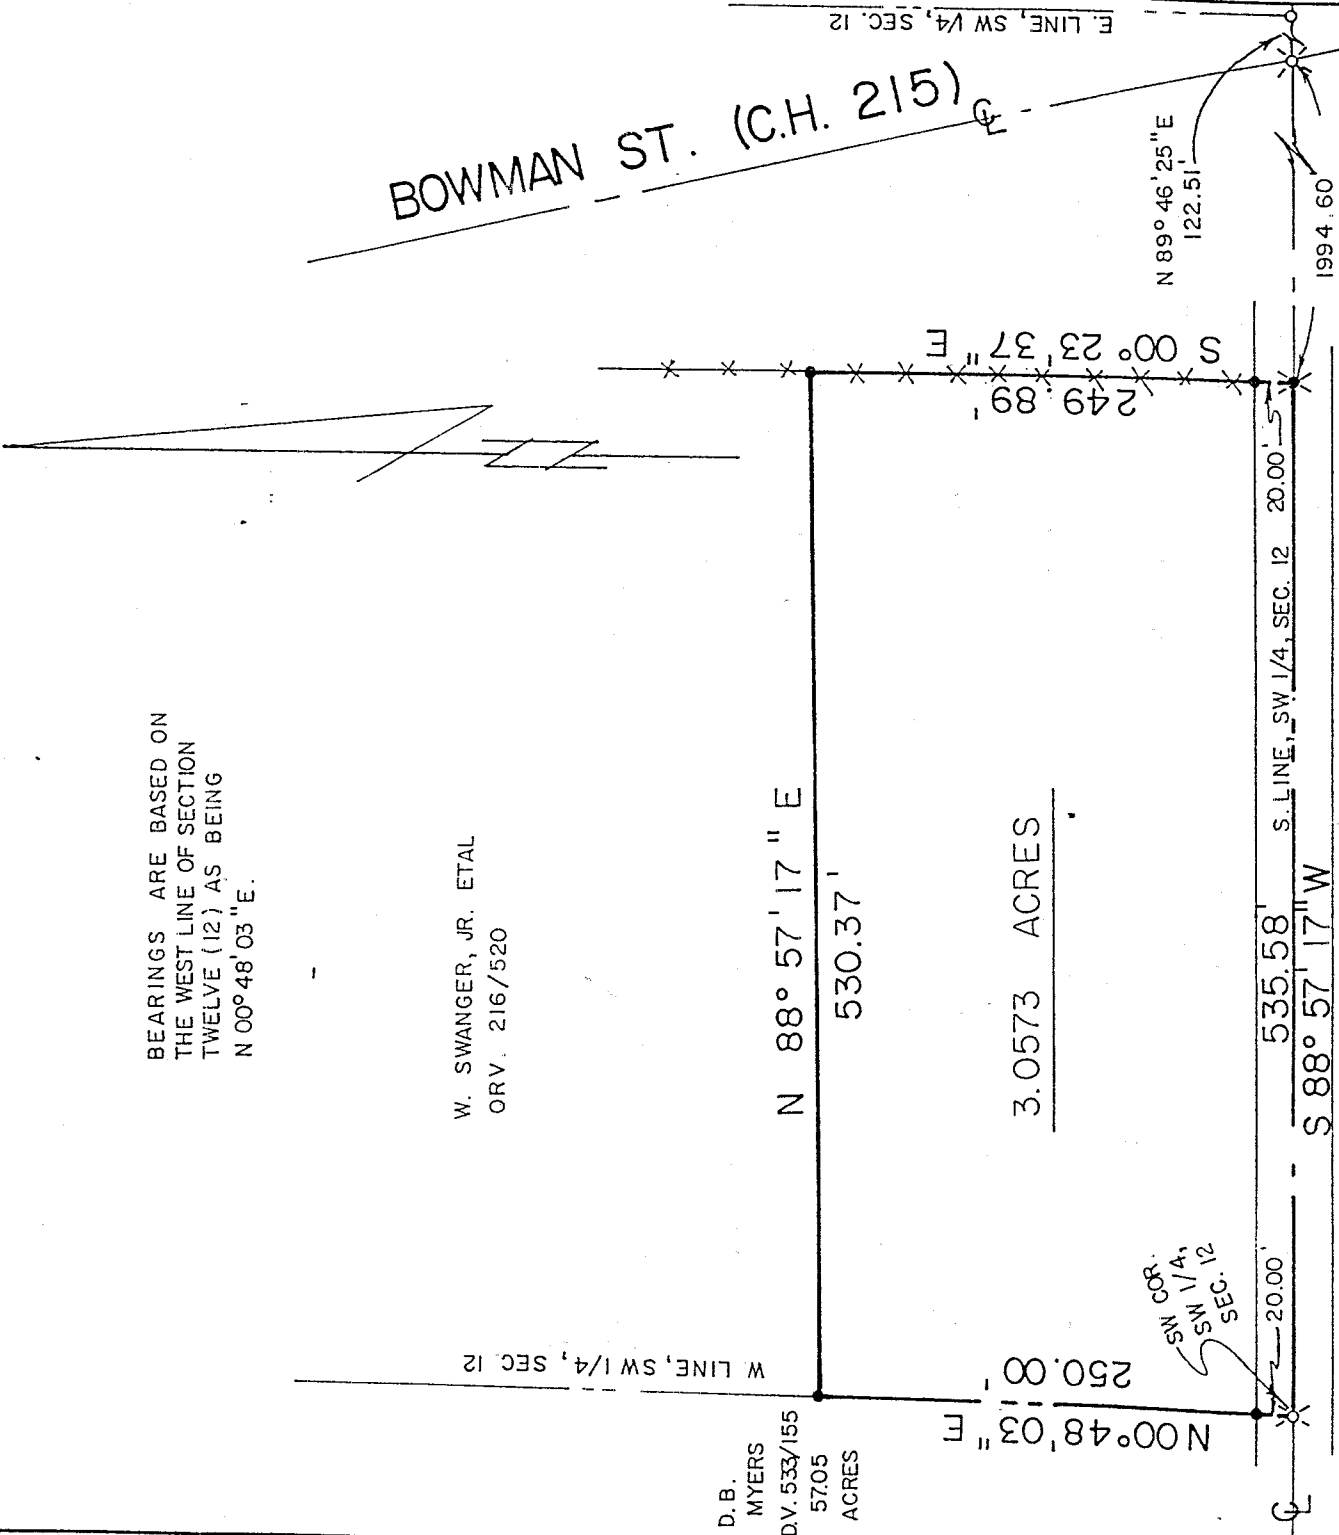 BEARINGS ARE BASED ON
THE WEST LINE OF SECTION
TWELVE (12) AS BEING
N 00° 48' 03" E.
W. SWANGER, JR. ETAL
ORV. 216/520
BOWMAN ST. (C.H. 215)
℄
E. LINE, SW 1/4, SEC. 12
N 89° 46' 25" E
122.51'
1994.60
W. LINE, SW 1/4, SEC. 12
N 88° 57' 17" E
530.37'
S 00° 23' 37" E
249.89'
3.0573 ACRES
D. B.
MYERS
D.V. 533/155
57.05
ACRES
N 00° 48' 03" E
250.00'
SW COR.
SW 1/4,
SEC. 12
20.00'
S. LINE, SW 1/4, SEC. 12
20.00'
535.58'
S 88° 57' 17" W
℄